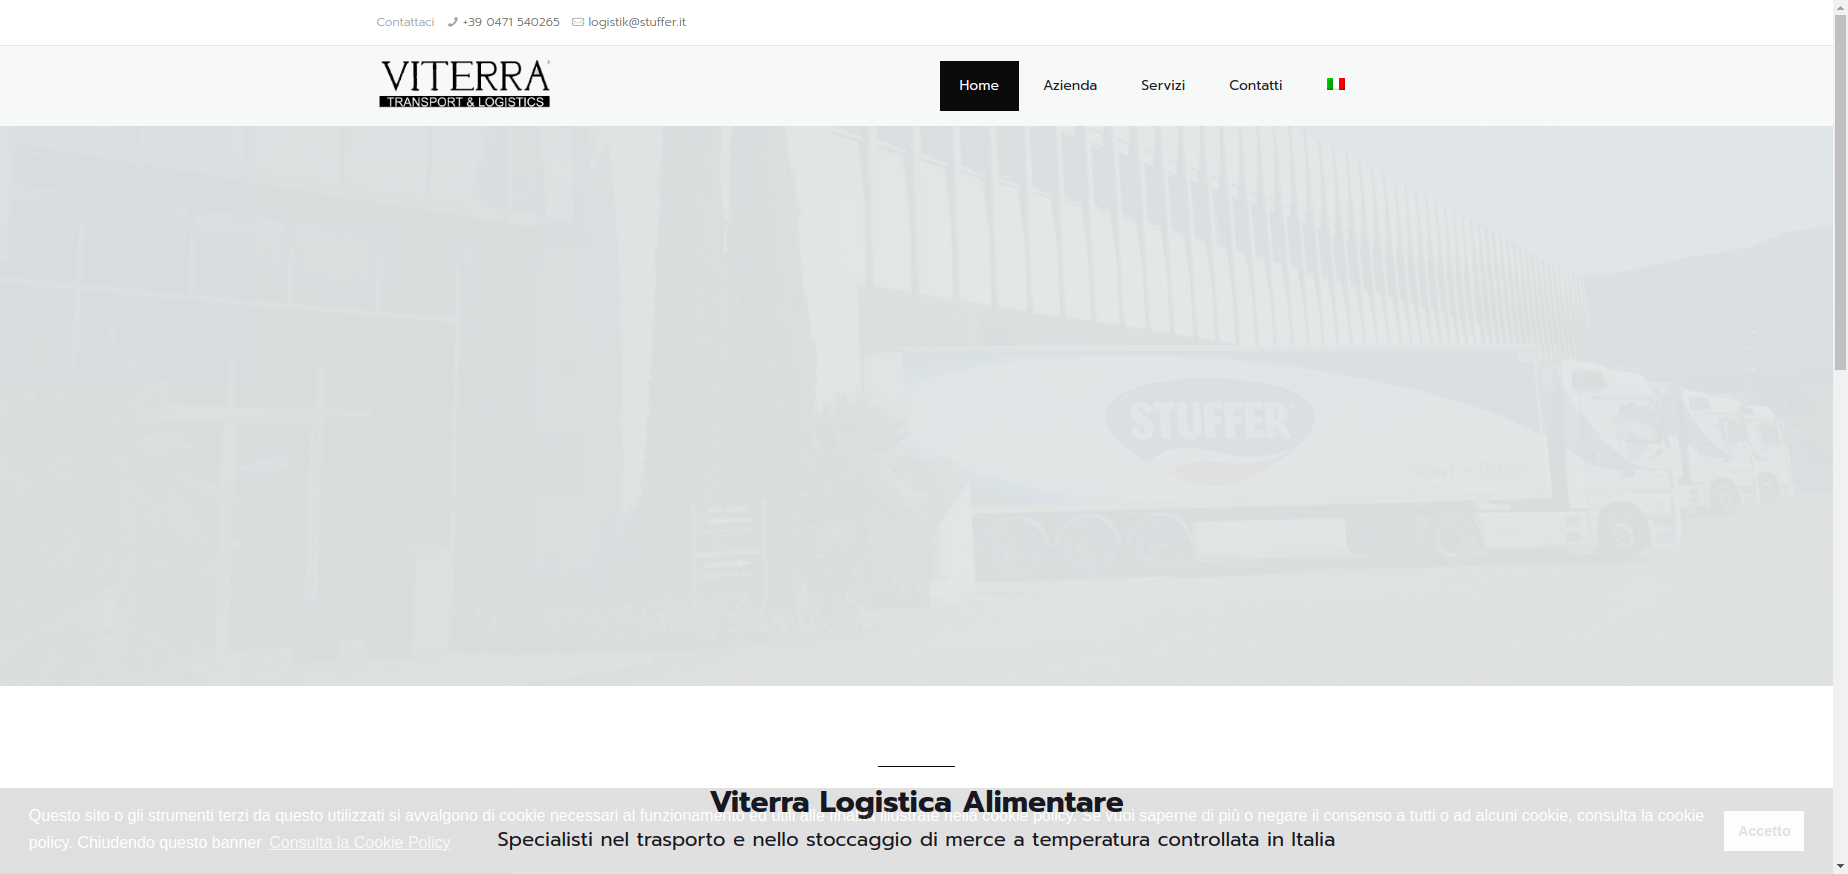 Contattaci +39 0471 540265 logistik@stuffer.it
VITERRA
TRANSPORT & LOGISTICS
Home Azienda Servizi Contatti
STUFFER
Yogurt e Dessert
Viterra Logistica Alimentare
Specialisti nel trasporto e nello stoccaggio di merce a temperatura controllata in Italia
Questo sito o gli strumenti terzi da questo utilizzati si avvalgono di cookie necessari al funzionamento ed utili alle finalità illustrate nella cookie policy. Se vuoi saperne di più o negare il consenso a tutti o ad alcuni cookie, consulta la cookie
policy. Chiudendo questo banner Consulta la Cookie Policy
Accetto